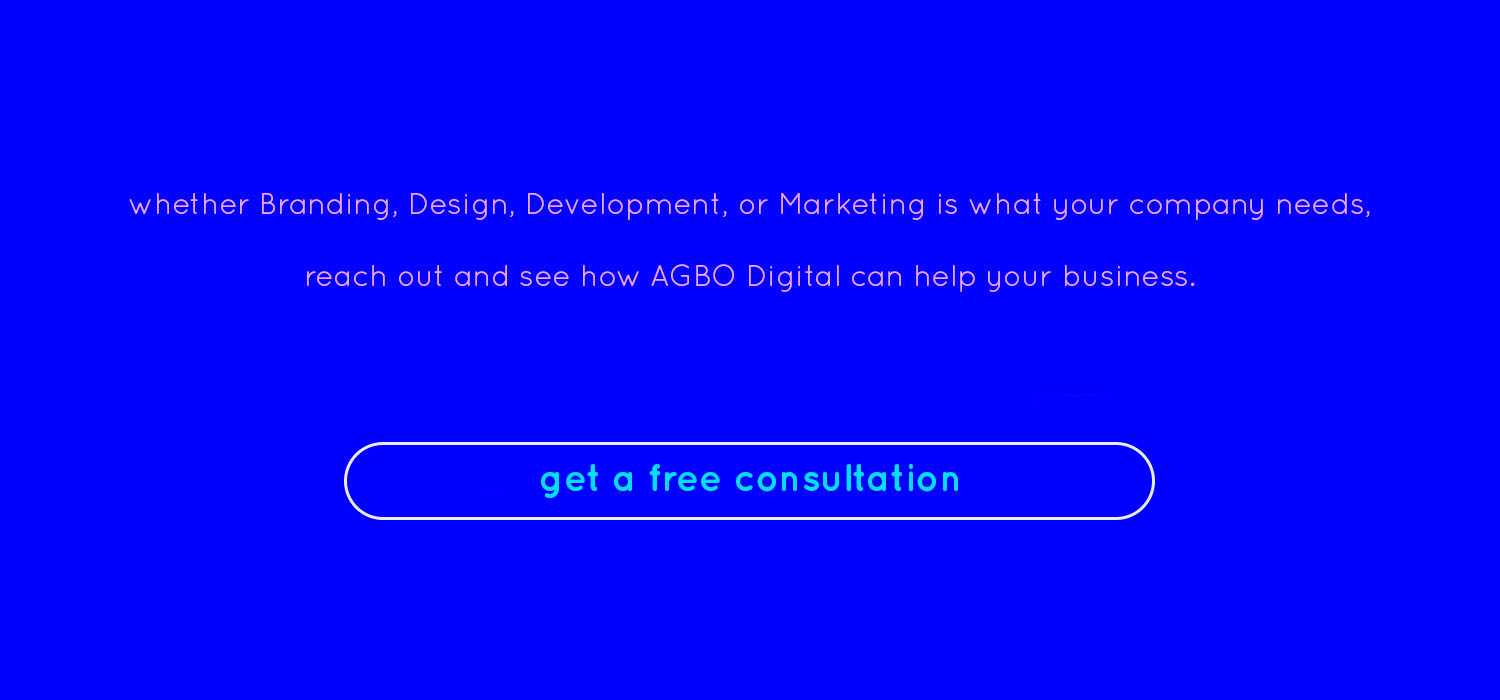 whether Branding, Design, Development, or Marketing is what your company needs,
reach out and see how AGBO Digital can help your business.
get a free consultation